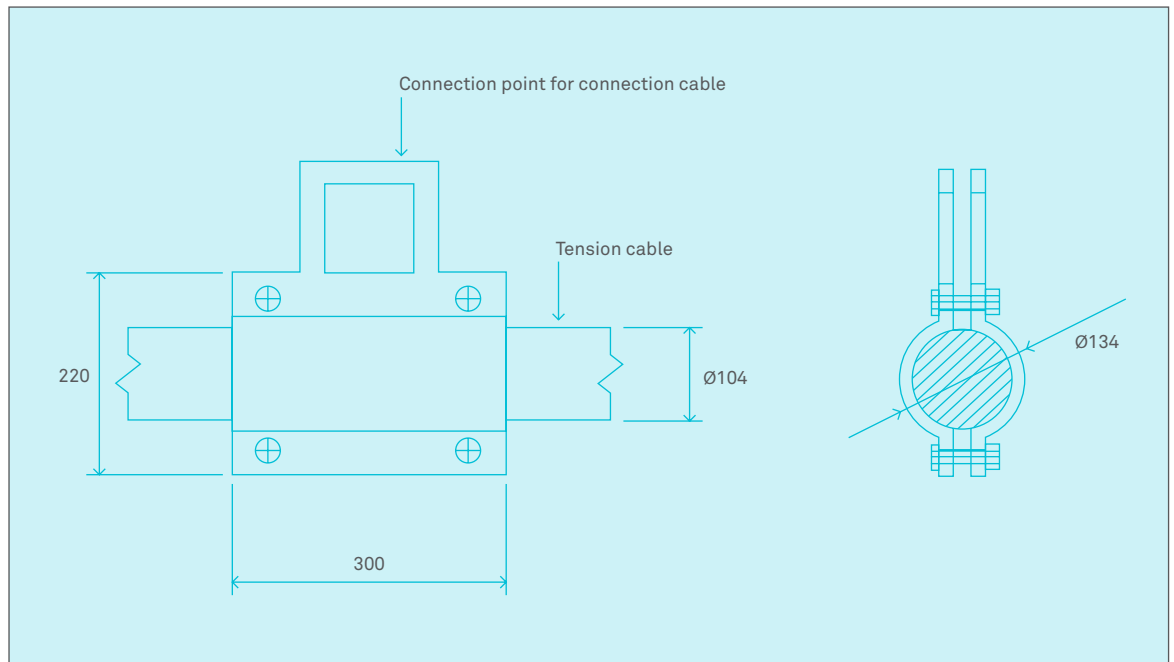 Connection point for connection cable
Tension cable
Ø134
220
Ø104
300